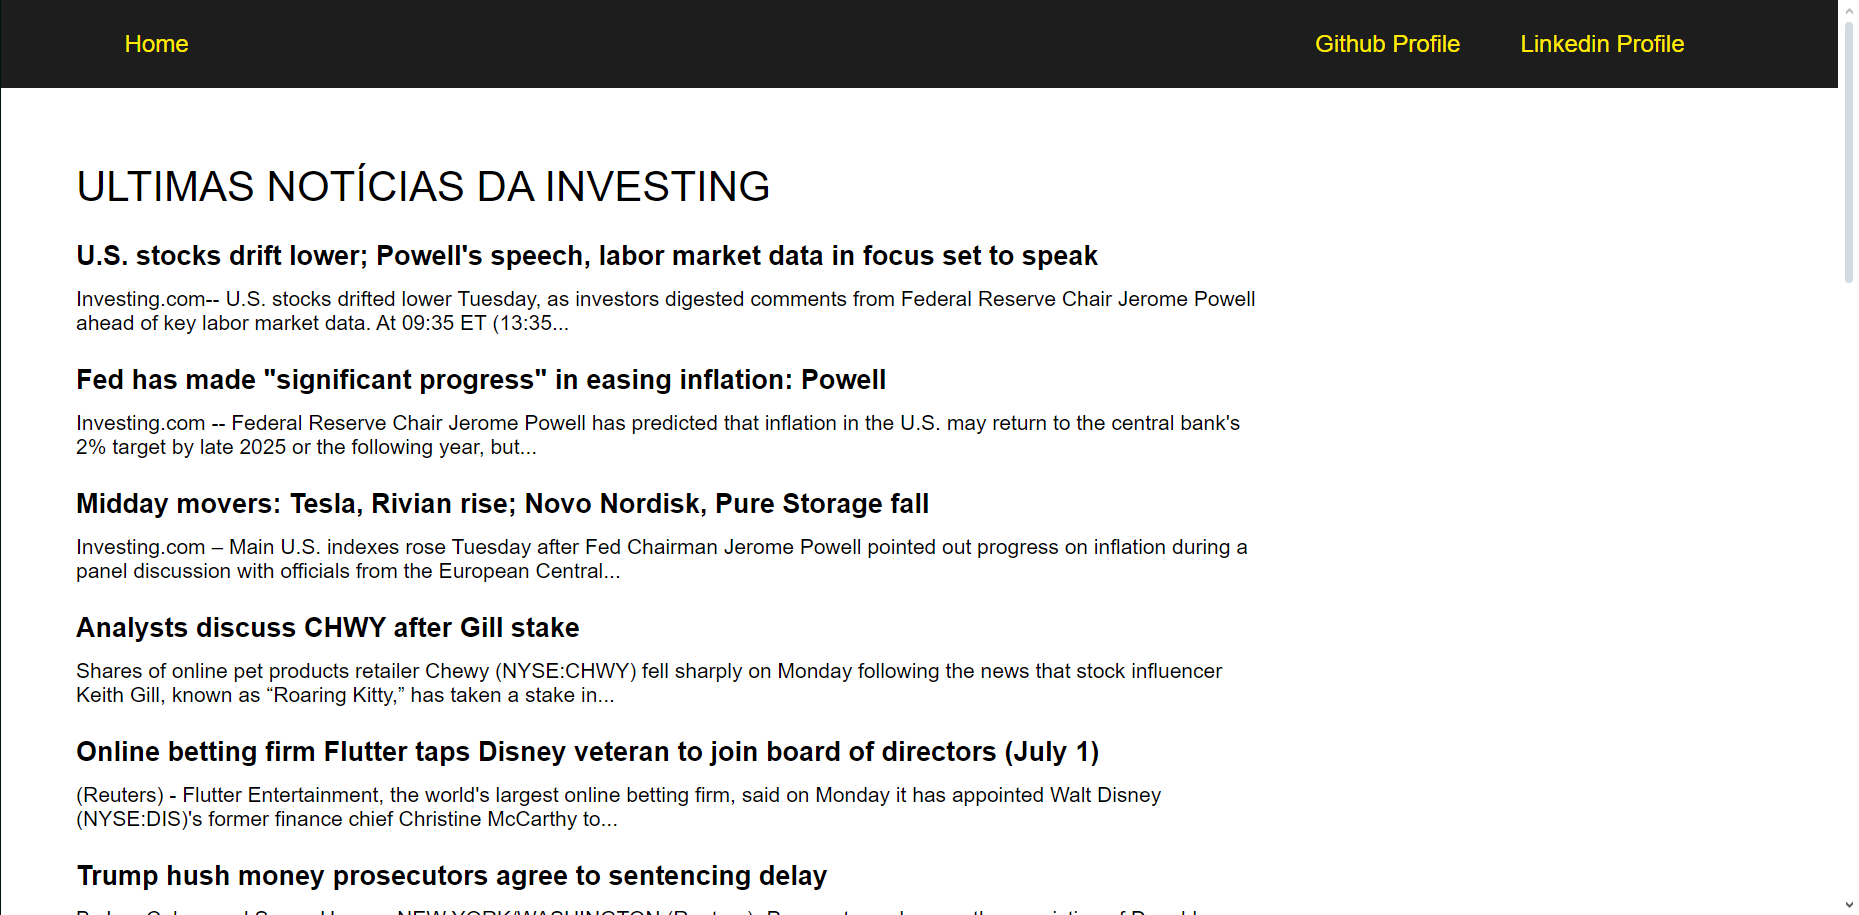 Home
Github Profile
Linkedin Profile
ULTIMAS NOTÍCIAS DA INVESTING
U.S. stocks drift lower; Powell's speech, labor market data in focus set to speak
Investing.com-- U.S. stocks drifted lower Tuesday, as investors digested comments from Federal Reserve Chair Jerome Powell
ahead of key labor market data. At 09:35 ET (13:35...
Fed has made "significant progress" in easing inflation: Powell
Investing.com -- Federal Reserve Chair Jerome Powell has predicted that inflation in the U.S. may return to the central bank's
2% target by late 2025 or the following year, but...
Midday movers: Tesla, Rivian rise; Novo Nordisk, Pure Storage fall
Investing.com – Main U.S. indexes rose Tuesday after Fed Chairman Jerome Powell pointed out progress on inflation during a
panel discussion with officials from the European Central...
Analysts discuss CHWY after Gill stake
Shares of online pet products retailer Chewy (NYSE:CHWY) fell sharply on Monday following the news that stock influencer
Keith Gill, known as “Roaring Kitty,” has taken a stake in...
Online betting firm Flutter taps Disney veteran to join board of directors (July 1)
(Reuters) - Flutter Entertainment, the world's largest online betting firm, said on Monday it has appointed Walt Disney
(NYSE:DIS)'s former finance chief Christine McCarthy to...
Trump hush money prosecutors agree to sentencing delay